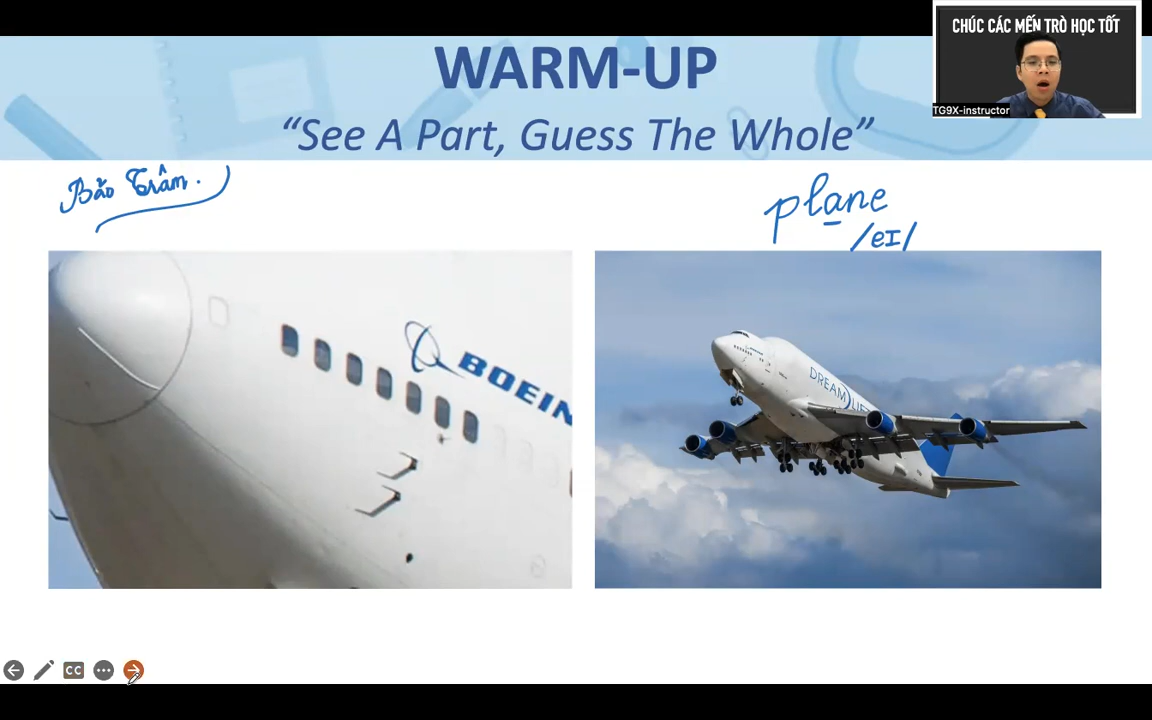 WARM-UP
“See A Part, Guess The Whole”
CHÚC CÁC MẾN TRÒ HỌC TỐT
TG9X-instructor
Bảo Trâm.
plane
/eɪ/
BOEIN
DREAM LIF
CC